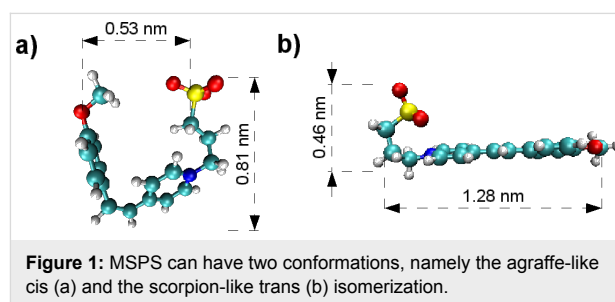 a)
0.53 nm
0.81 nm
b)
0.46 nm
1.28 nm
Figure 1: MSPS can have two conformations, namely the agraffe-like
cis (a) and the scorpion-like trans (b) isomerization.